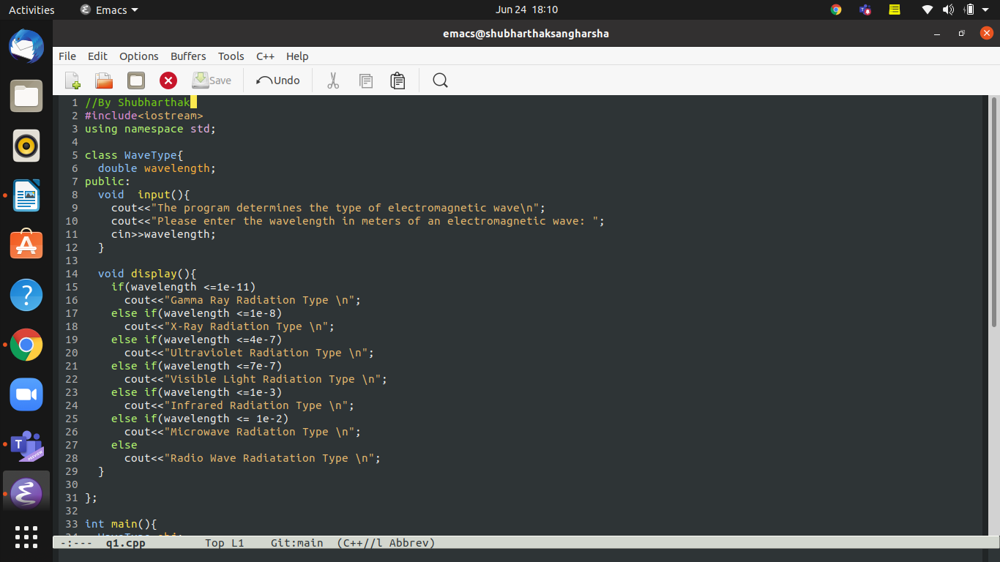 Activities Emacs Jun 24 18:10
emacs@shubharthaksangharsha
File Edit Options Buffers Tools C++ Help
Save Undo
1 //By Shubharthak
2 #include<iostream>
3 using namespace std;
4
5 class WaveType{
6   double wavelength;
7 public:
8   void  input(){
9     cout<<"The program determines the type of electromagnetic wave\n";
10     cout<<"Please enter the wavelength in meters of an electromagnetic wave: ";
11     cin>>wavelength;
12   }
13
14   void display(){
15     if(wavelength <=1e-11)
16       cout<<"Gamma Ray Radiation Type \n";
17     else if(wavelength <=1e-8)
18       cout<<"X-Ray Radiation Type \n";
19     else if(wavelength <=4e-7)
20       cout<<"Ultraviolet Radiation Type \n";
21     else if(wavelength <=7e-7)
22       cout<<"Visible Light Radiation Type \n";
23     else if(wavelength <=1e-3)
24       cout<<"Infrared Radiation Type \n";
25     else if(wavelength <= 1e-2)
26       cout<<"Microwave Radiation Type \n";
27     else
28       cout<<"Radio Wave Radiatation Type \n";
29   }
30
31 };
32
33 int main(){
-:--- q1.cpp Top L1 Git:main (C++//l Abbrev)